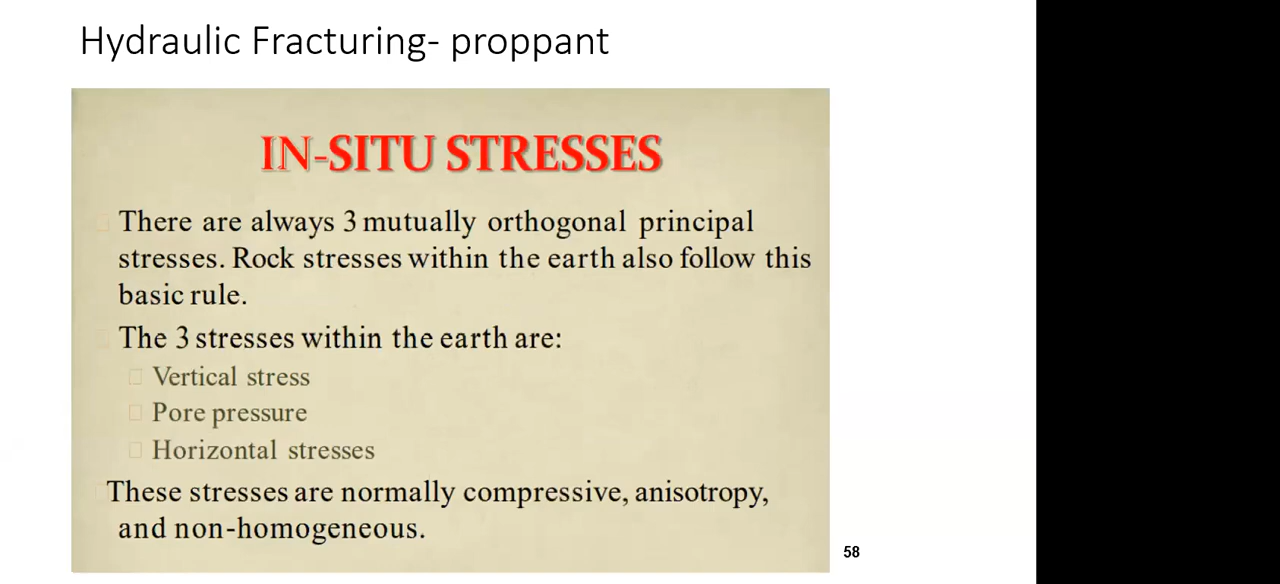 Hydraulic Fracturing- proppant
IN-SITU STRESSES
There are always 3 mutually orthogonal principal
stresses. Rock stresses within the earth also follow this
basic rule.
The 3 stresses within the earth are:
Vertical stress
Pore pressure
Horizontal stresses
These stresses are normally compressive, anisotropy,
and non-homogeneous.
58